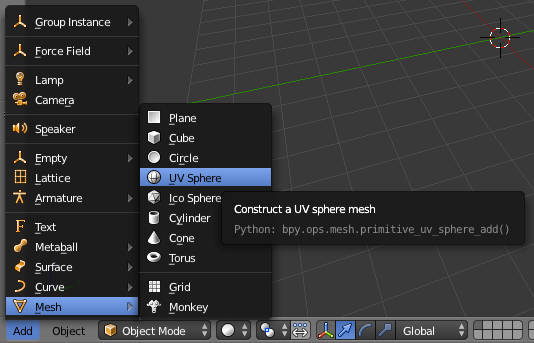 Group Instance
Force Field
Lamp
Camera
Speaker
Empty
Lattice
Armature
Text
Metaball
Surface
Curve
Mesh
Plane
Cube
Circle
UV Sphere
Ico Sphere
Cylinder
Cone
Torus
Grid
Monkey
Construct a UV sphere mesh
Python: bpy.ops.mesh.primitive_uv_sphere_add()
Add Object Object Mode Global